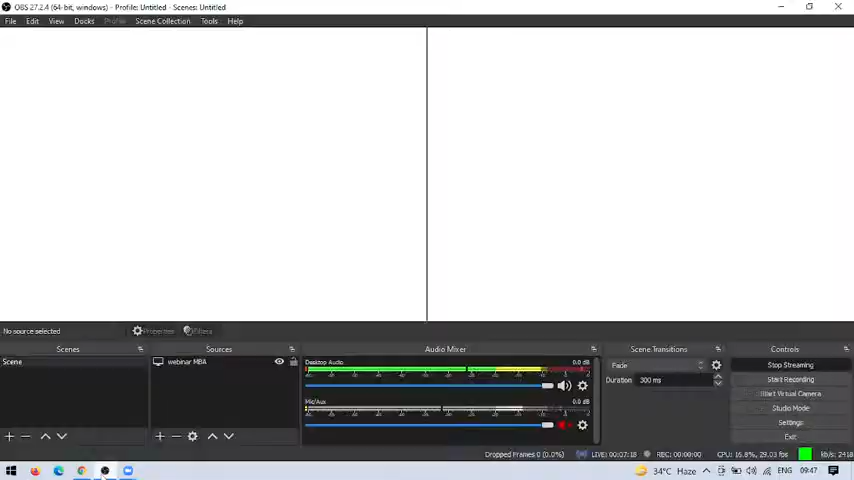 OBS 27.2.4 (64-bit, windows) - Profile: Untitled - Scenes: Untitled
File Edit View Docks Profile Scene Collection Tools Help
No source selected
Properties Filters
Scenes Sources Audio Mixer Scene Transitions Controls
Scene
webinar MBA
Desktop Audio 0.0 dB
Mic/Aux 0.0 dB
Fade
Duration 300 ms
Stop Streaming
Start Recording
Start Virtual Camera
Studio Mode
Settings
Exit
Dropped Frames 0 (0.0%) LIVE: 00:07:18 REC: 00:00:00 CPU: 16.8%, 29.03 fps kb/s: 2418
34°C Haze ENG 09:47